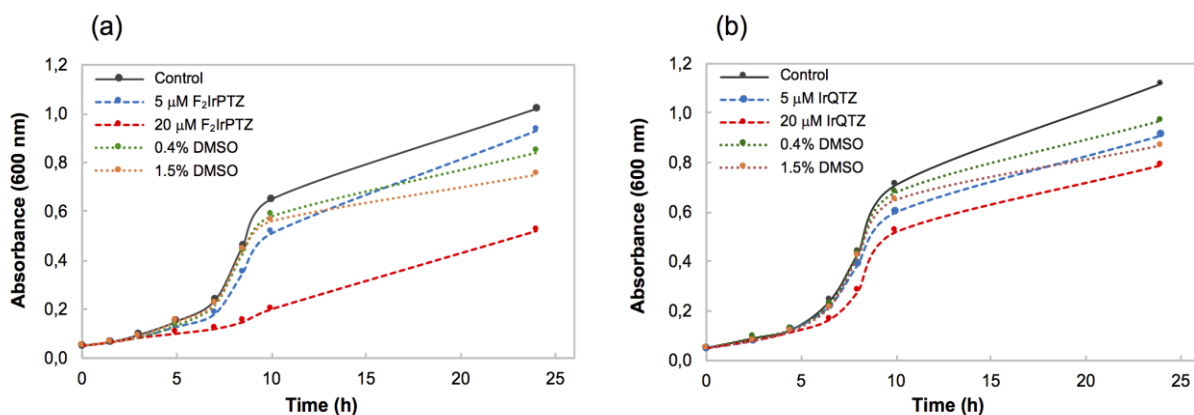 (a)
1,2
1,0
0,8
0,6
0,4
0,2
0,0
Absorbance (600 nm)
Control
5 μM F₂IrPTZ
20 μM F₂IrPTZ
0.4% DMSO
1.5% DMSO
0 5 10 15 20 25
Time (h)
(b)
1,2
1,0
0,8
0,6
0,4
0,2
0,0
Absorbance (600 nm)
Control
5 μM IrQTZ
20 μM IrQTZ
0.4% DMSO
1.5% DMSO
0 5 10 15 20 25
Time (h)